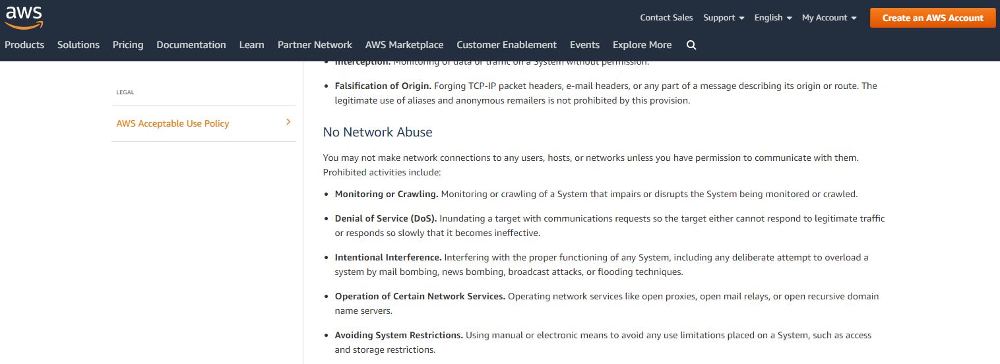 aws
Contact Sales Support English My Account Create an AWS Account
Products Solutions Pricing Documentation Learn Partner Network AWS Marketplace Customer Enablement Events Explore More
Interception. Monitoring of data or traffic on a System without permission.
LEGAL
AWS Acceptable Use Policy
• Falsification of Origin. Forging TCP-IP packet headers, e-mail headers, or any part of a message describing its origin or route. The
legitimate use of aliases and anonymous remailers is not prohibited by this provision.
No Network Abuse
You may not make network connections to any users, hosts, or networks unless you have permission to communicate with them.
Prohibited activities include:
• Monitoring or Crawling. Monitoring or crawling of a System that impairs or disrupts the System being monitored or crawled.
• Denial of Service (DoS). Inundating a target with communications requests so the target either cannot respond to legitimate traffic
or responds so slowly that it becomes ineffective.
• Intentional Interference. Interfering with the proper functioning of any System, including any deliberate attempt to overload a
system by mail bombing, news bombing, broadcast attacks, or flooding techniques.
• Operation of Certain Network Services. Operating network services like open proxies, open mail relays, or open recursive domain
name servers.
• Avoiding System Restrictions. Using manual or electronic means to avoid any use limitations placed on a System, such as access
and storage restrictions.